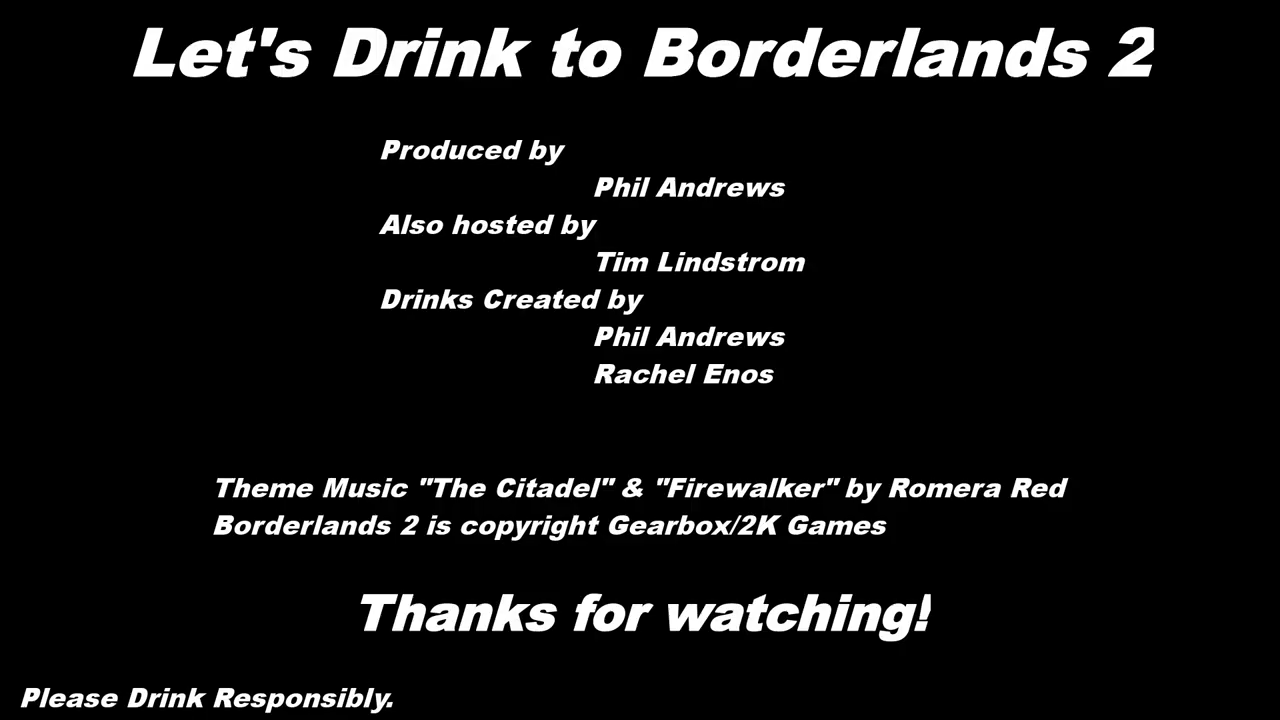 Let's Drink to Borderlands 2
Produced by
Phil Andrews
Also hosted by
Tim Lindstrom
Drinks Created by
Phil Andrews
Rachel Enos
Theme Music "The Citadel" & "Firewalker" by Romera Red
Borderlands 2 is copyright Gearbox/2K Games
Thanks for watching!
Please Drink Responsibly.